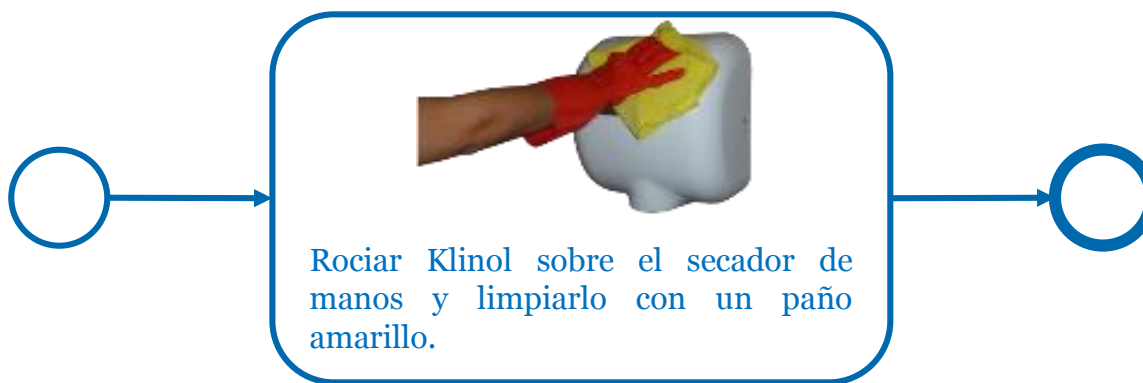 Rociar Klinol sobre el secador de
manos y limpiarlo con un paño
amarillo.